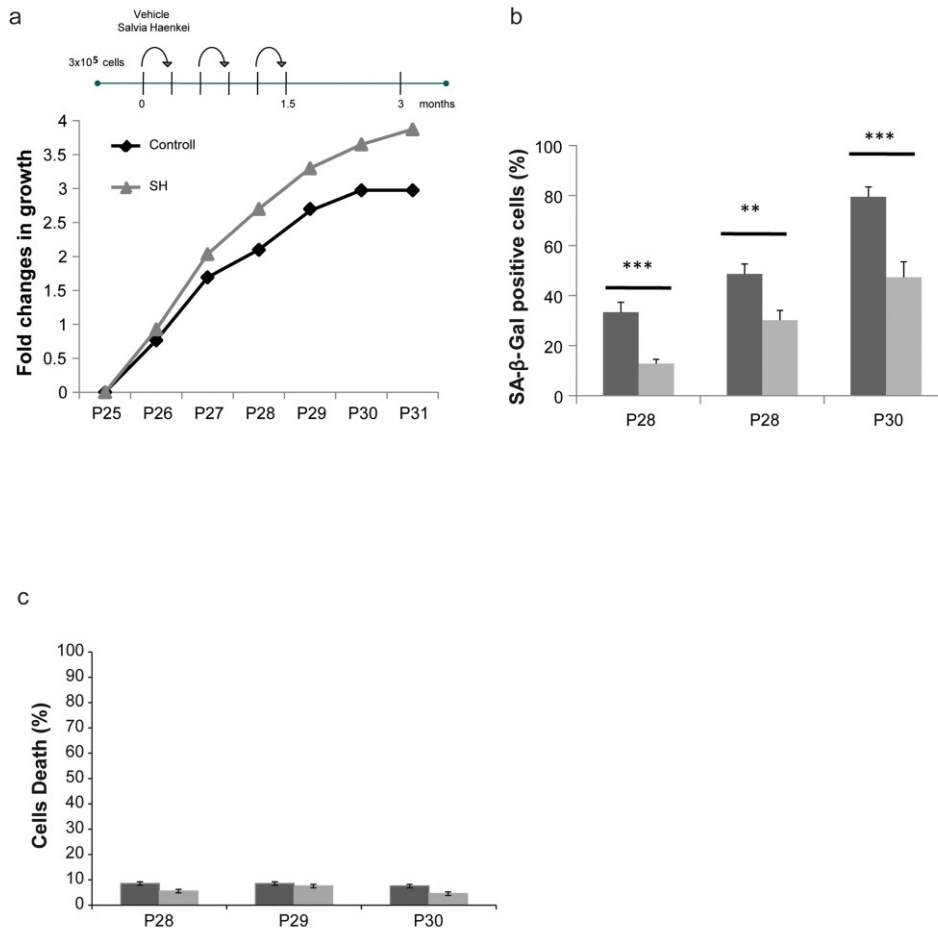 a
Vehicle
Salvia Haenkei
3x10⁵ cells
0
1.5
3
months
Fold changes in growth
4
3.5
3
2.5
2
1.5
1
0.5
0
Controll
SH
P25 P26 P27 P28 P29 P30 P31
b
SA-β-Gal positive cells (%)
100
80
60
40
20
0
***
**
***
P28 P28 P30
c
Cells Death (%)
100
90
80
70
60
50
40
30
20
10
0
P28 P29 P30